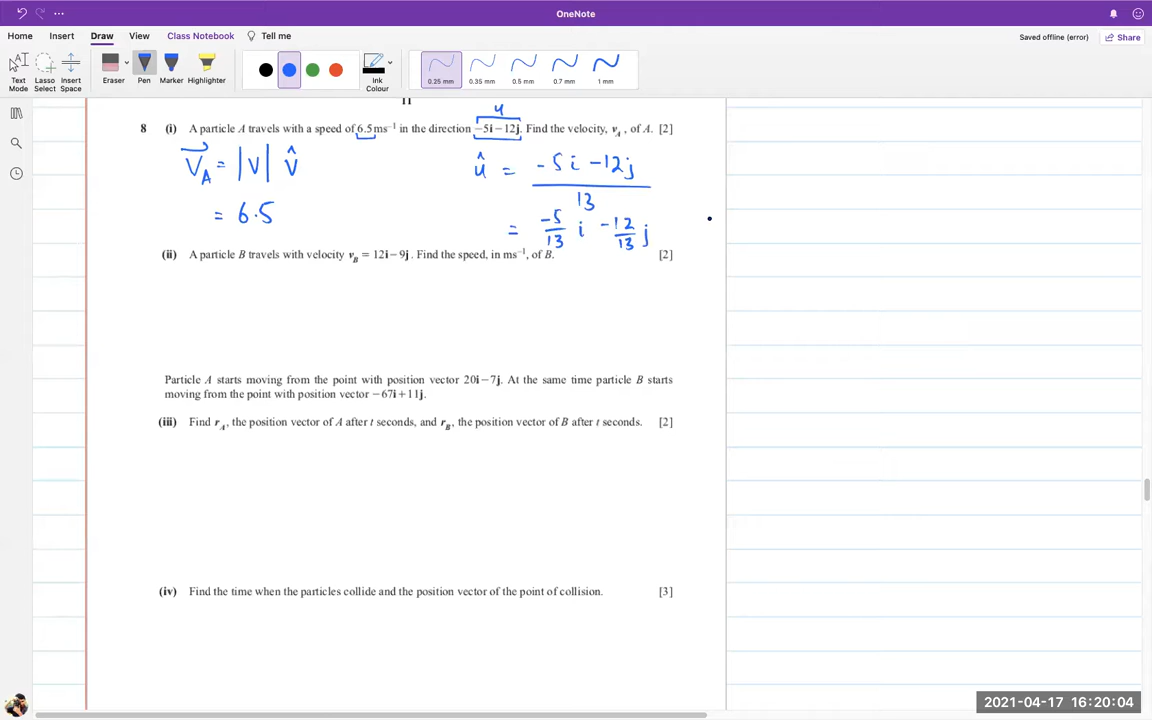 OneNote
Home Insert Draw View Class Notebook Tell me
Saved offline (error) Share
Text Mode Lasso Select Insert Space Eraser Pen Marker Highlighter Ink Colour 0.25 mm 0.35 mm 0.5 mm 0.7 mm 1 mm
11
u
8 (i) A particle A travels with a speed of 6.5 ms⁻¹ in the direction −5i − 12j. Find the velocity, v_A, of A. [2]
V_A = |V| v̂
û = -5i -12j / 13
= 6.5
= -5/13 i -12/13 j
(ii) A particle B travels with velocity v_B = 12i − 9j. Find the speed, in ms⁻¹, of B. [2]
Particle A starts moving from the point with position vector 20i − 7j. At the same time particle B starts
moving from the point with position vector −67i + 11j.
(iii) Find r_A, the position vector of A after t seconds, and r_B, the position vector of B after t seconds. [2]
(iv) Find the time when the particles collide and the position vector of the point of collision. [3]
2021-04-17 16:20:04